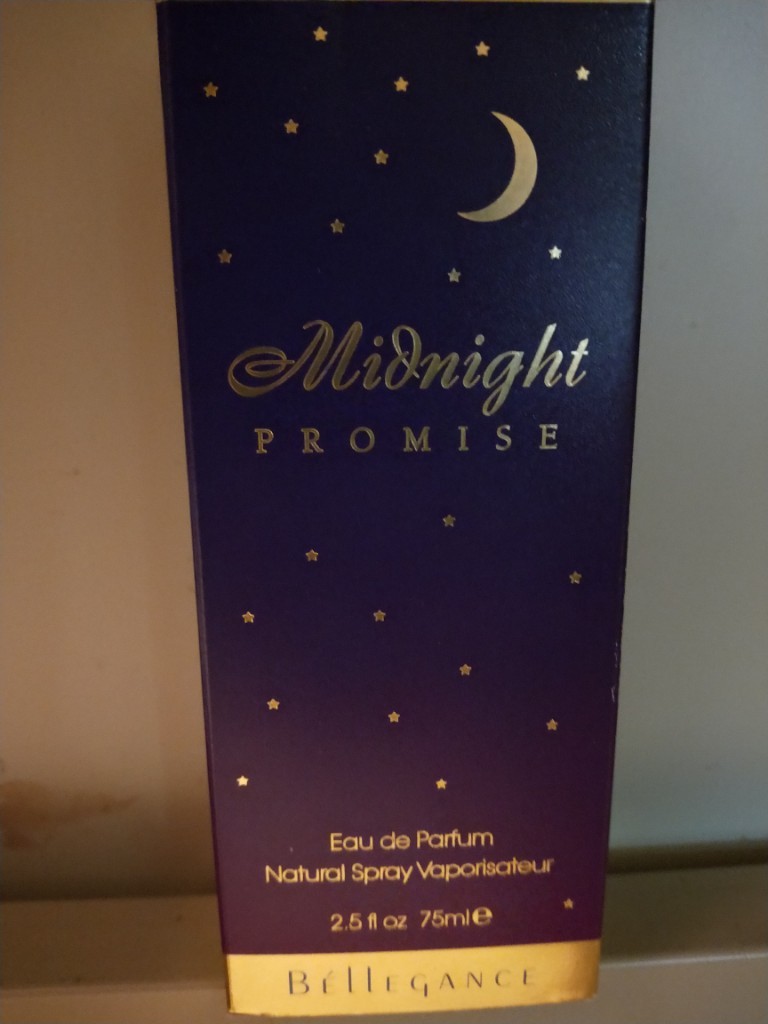 Midnight
PROMISE
Eau de Parfum
Natural Spray Vaporisateur
2.5 fl oz 75ml ℮
BéllEGANCE